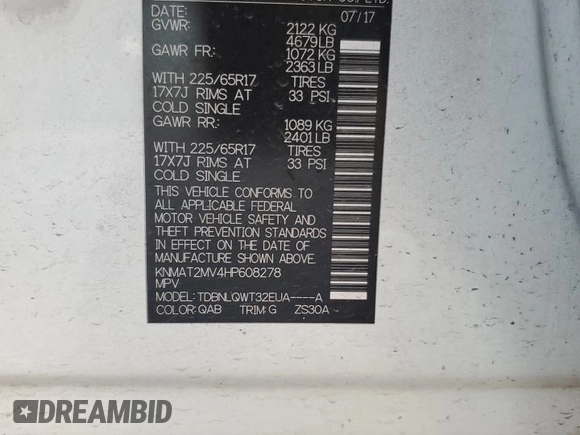 DATE: 07/17
GVWR: 2122 KG
4679 LB
GAWR FR: 1072 KG
2363 LB
WITH 225/65R17 TIRES
17X7J RIMS AT 33 PSI
COLD SINGLE
GAWR RR: 1089 KG
2401 LB
WITH 225/65R17 TIRES
17X7J RIMS AT 33 PSI
COLD SINGLE
THIS VEHICLE CONFORMS TO
ALL APPLICABLE FEDERAL
MOTOR VEHICLE SAFETY AND
THEFT PREVENTION STANDARDS
IN EFFECT ON THE DATE OF
MANUFACTURE SHOWN ABOVE.
KNMAT2MV4HP608278
MPV
MODEL: TDBNLQWT32EUA----A
COLOR: QAB TRIM: G ZS30A
DREAMBID